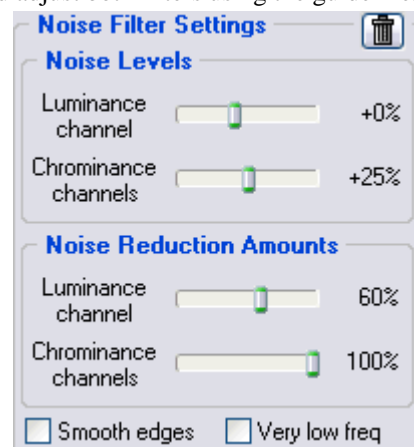 Noise Filter Settings
Noise Levels
Luminance
channel
+0%
Chrominance
channels
+25%
Noise Reduction Amounts
Luminance
channel
60%
Chrominance
channels
100%
Smooth edges
Very low freq